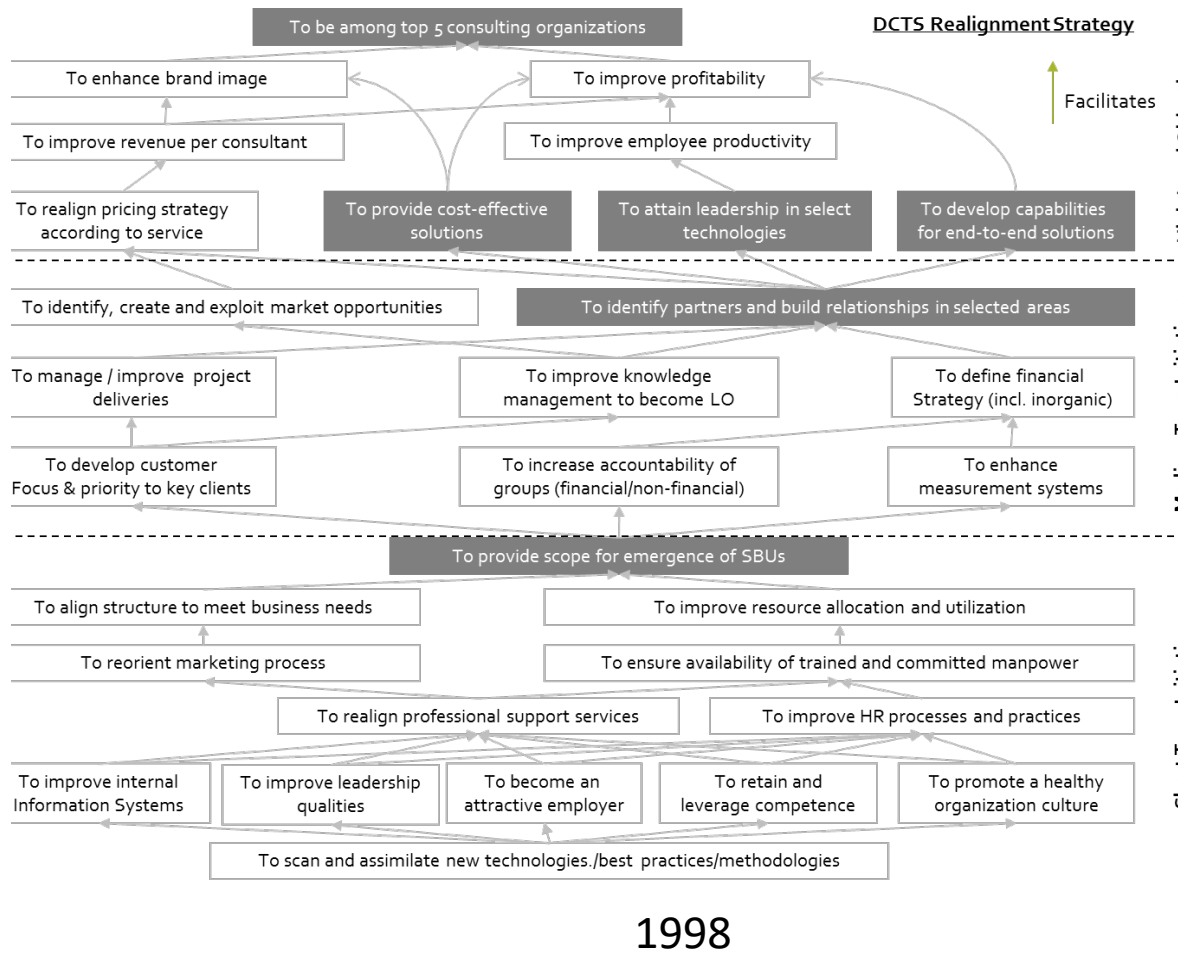 To be among top 5 consulting organizations
DCTS Realignment Strategy
To enhance brand image
To improve profitability
Facilitates
To improve revenue per consultant
To improve employee productivity
To realign pricing strategy
according to service
To provide cost-effective
solutions
To attain leadership in select
technologies
To develop capabilities
for end-to-end solutions
To identify, create and exploit market opportunities
To identify partners and build relationships in selected areas
To manage / improve project
deliveries
To improve knowledge
management to become LO
To define financial
Strategy (incl. inorganic)
To develop customer
Focus & priority to key clients
To increase accountability of
groups (financial/non-financial)
To enhance
measurement systems
To provide scope for emergence of SBUs
To align structure to meet business needs
To improve resource allocation and utilization
To reorient marketing process
To ensure availability of trained and committed manpower
To realign professional support services
To improve HR processes and practices
To improve internal
Information Systems
To improve leadership
qualities
To become an
attractive employer
To retain and
leverage competence
To promote a healthy
organization culture
To scan and assimilate new technologies./best practices/methodologies
1998